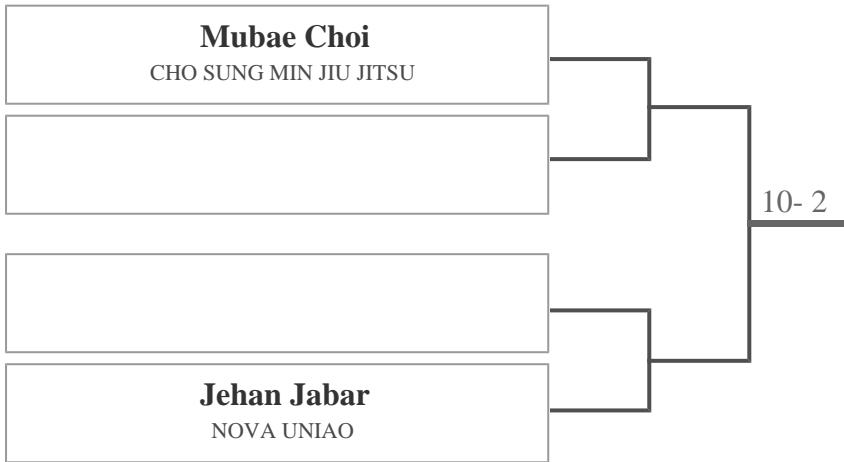 Mubae Choi
CHO SUNG MIN JIU JITSU
10- 2
Jehan Jabar
NOVA UNIAO